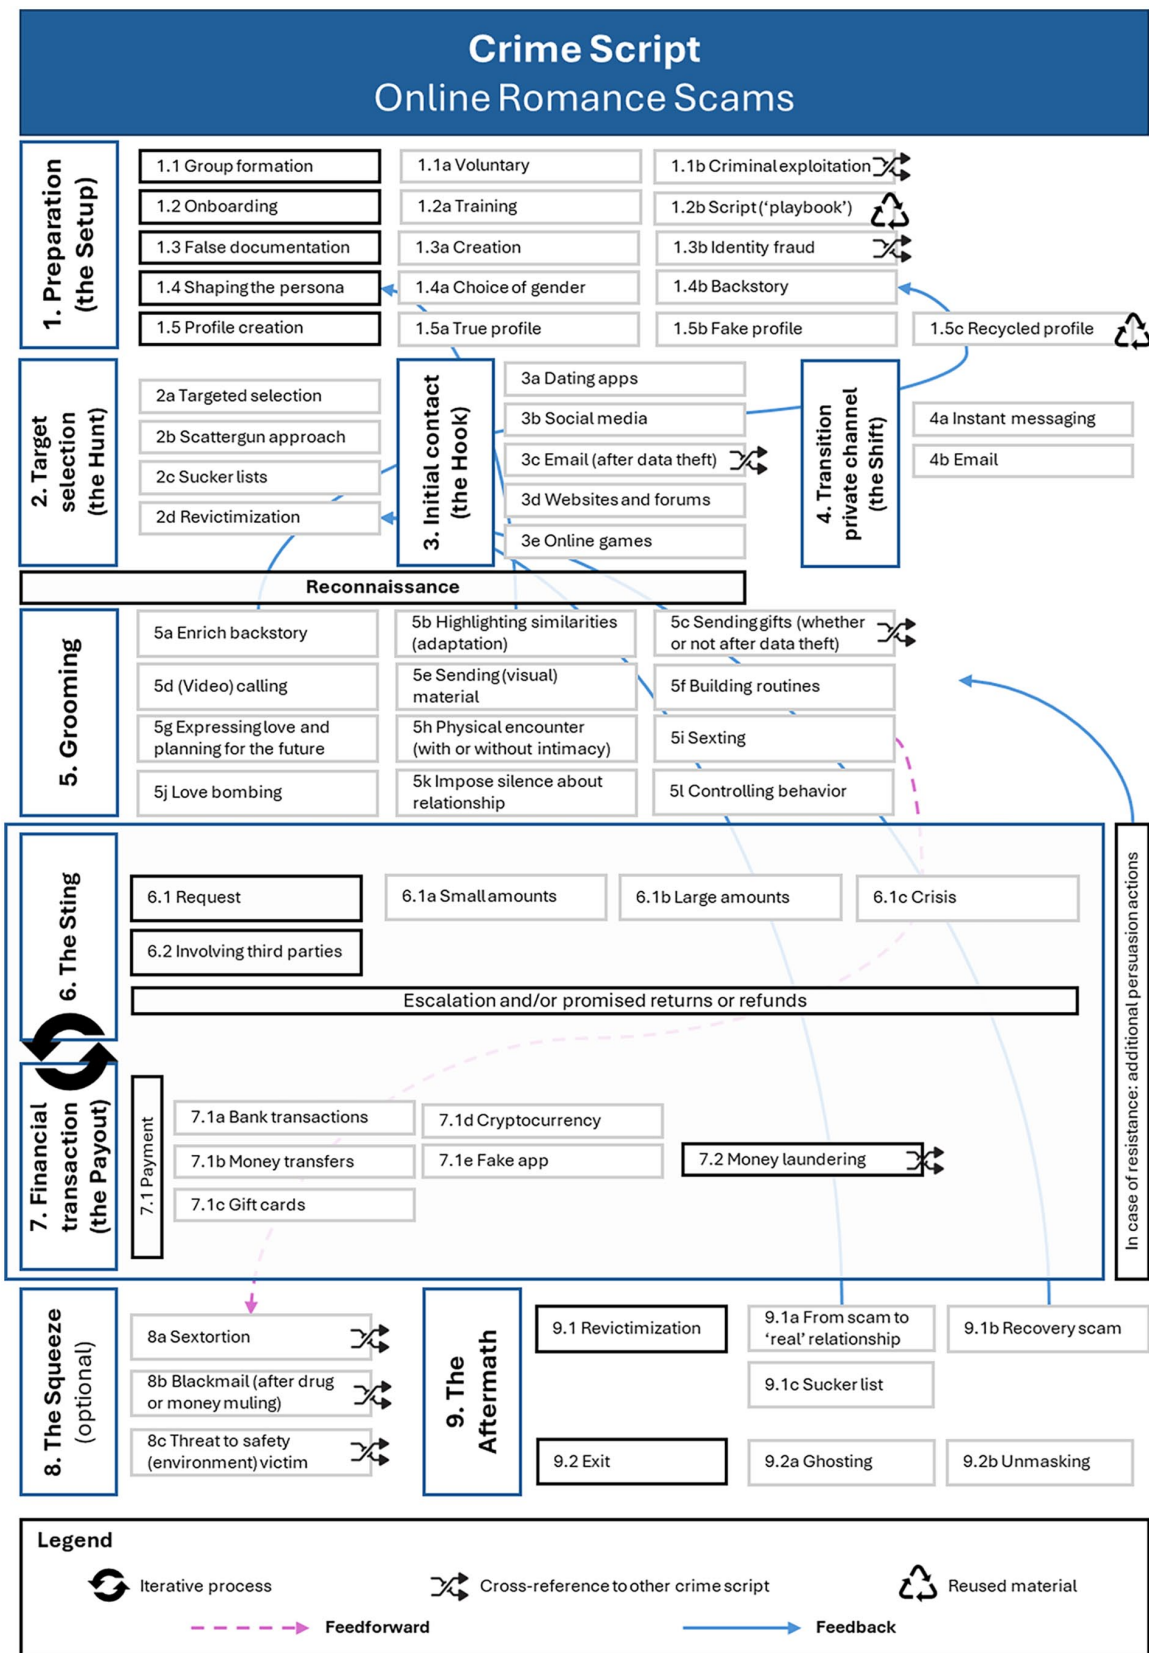 Crime Script
Online Romance Scams
1. Preparation
(the Setup)
1.1 Group formation
1.1a Voluntary
1.1b Criminal exploitation
1.2 Onboarding
1.2a Training
1.2b Script (‘playbook’)
1.3 False documentation
1.3a Creation
1.3b Identity fraud
1.4 Shaping the persona
1.4a Choice of gender
1.4b Backstory
1.5 Profile creation
1.5a True profile
1.5b Fake profile
1.5c Recycled profile
2. Target
selection
(the Hunt)
2a Targeted selection
2b Scattergun approach
2c Sucker lists
2d Revictimization
3. Initial contact
(the Hook)
3a Dating apps
3b Social media
3c Email (after data theft)
3d Websites and forums
3e Online games
4. Transition
private channel
(the Shift)
4a Instant messaging
4b Email
Reconnaissance
5. Grooming
5a Enrich backstory
5b Highlighting similarities
(adaptation)
5c Sending gifts (whether
or not after data theft)
5d (Video) calling
5e Sending (visual)
material
5f Building routines
5g Expressing love and
planning for the future
5h Physical encounter
(with or without intimacy)
5i Sexting
5j Love bombing
5k Impose silence about
relationship
5l Controlling behavior
In case of resistance: additional persuasion actions
6. The Sting
6.1 Request
6.1a Small amounts
6.1b Large amounts
6.1c Crisis
6.2 Involving third parties
Escalation and/or promised returns or refunds
7. Financial
transaction
(the Payout)
7.1 Payment
7.1a Bank transactions
7.1d Cryptocurrency
7.1b Money transfers
7.1e Fake app
7.2 Money laundering
7.1c Gift cards
8. The Squeeze
(optional)
8a Sextortion
8b Blackmail (after drug
or money muling)
8c Threat to safety
(environment) victim
9. The
Aftermath
9.1 Revictimization
9.1a From scam to
‘real’ relationship
9.1b Recovery scam
9.1c Sucker list
9.2 Exit
9.2a Ghosting
9.2b Unmasking
Legend
Iterative process
Cross-reference to other crime script
Reused material
Feedforward
Feedback